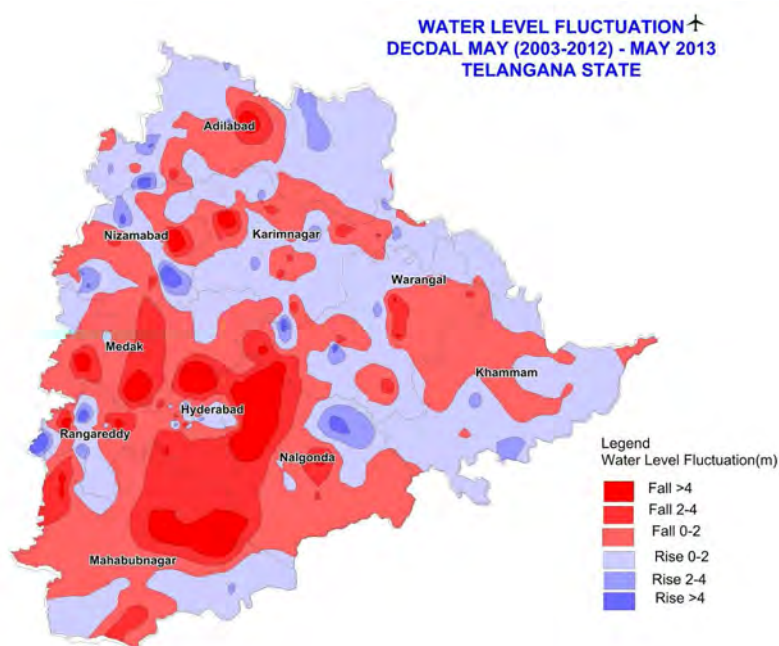 WATER LEVEL FLUCTUATION
DECDAL MAY (2003-2012) - MAY 2013
TELANGANA STATE
Adilabad
Nizamabad
Karimnagar
Warangal
Medak
Khammam
Hyderabad
Rangareddy
Nalgonda
Mahabubnagar
Legend
Water Level Fluctuation(m)
Fall >4
Fall 2-4
Fall 0-2
Rise 0-2
Rise 2-4
Rise >4